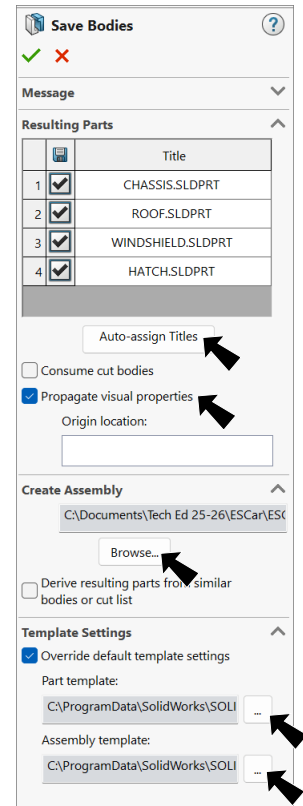 Save Bodies
?
Message
Resulting Parts
Title
1 CHASSIS.SLDPRT
2 ROOF.SLDPRT
3 WINDSHIELD.SLDPRT
4 HATCH.SLDPRT
Auto-assign Titles
Consume cut bodies
Propagate visual properties
Origin location:
Create Assembly
C:\Documents\Tech Ed 25-26\ESCar\ESC
Browse...
Derive resulting parts from similar
bodies or cut list
Template Settings
Override default template settings
Part template:
C:\ProgramData\SolidWorks\SOLI
...
Assembly template:
C:\ProgramData\SolidWorks\SOLI
...